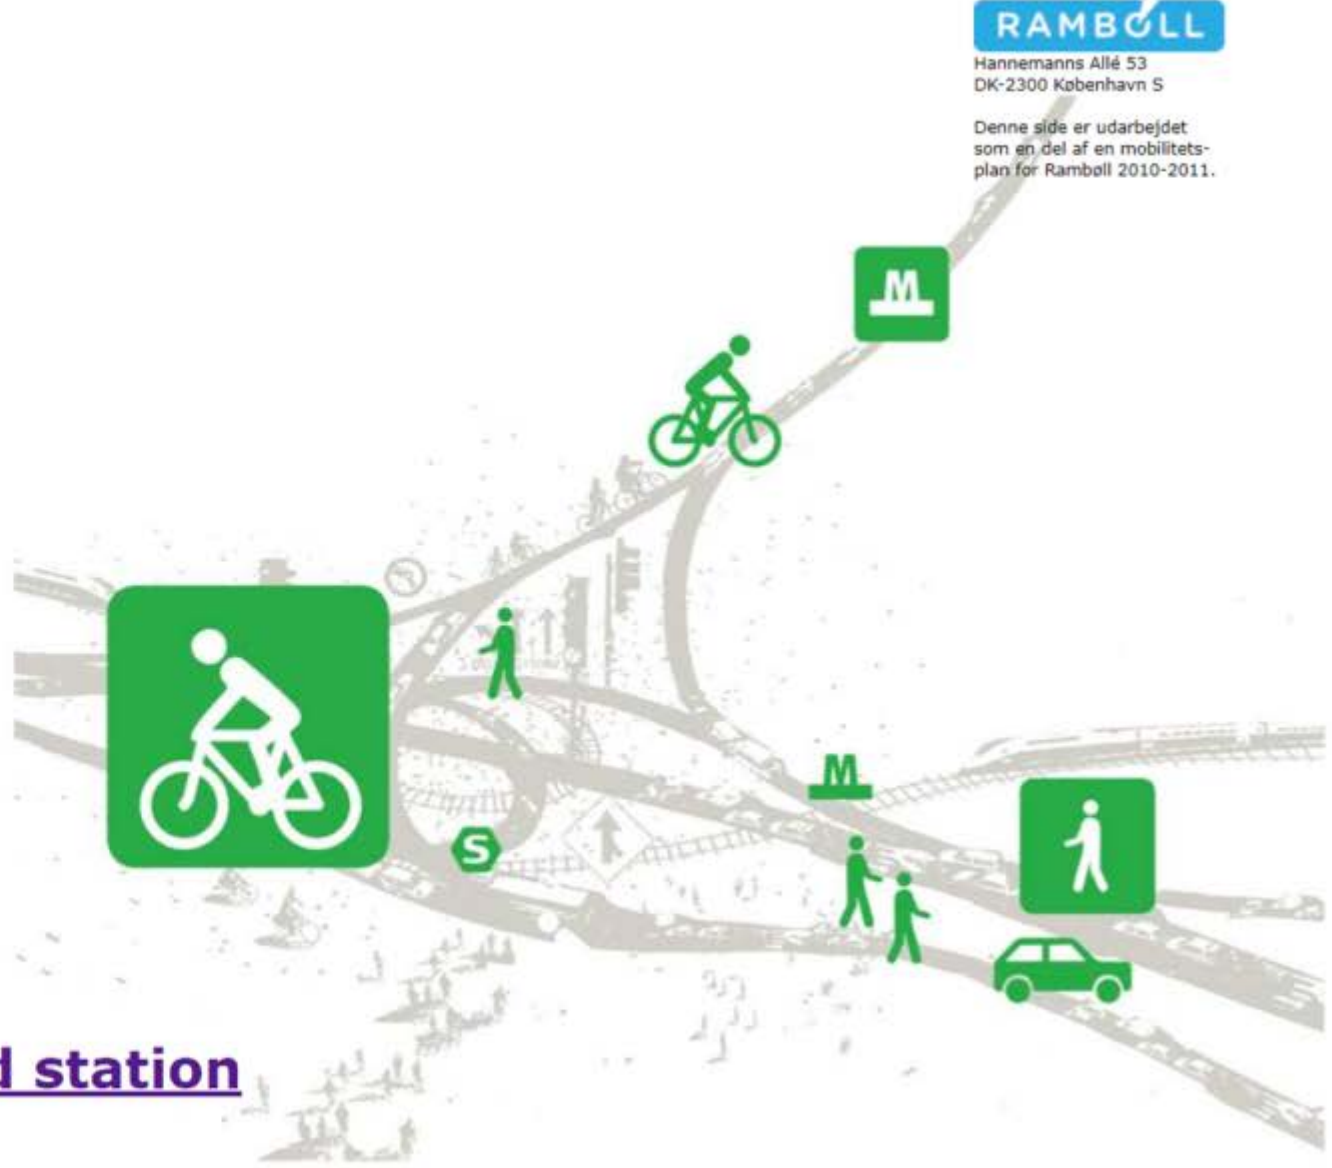 RAMBØLL
Hannemanns Allé 53
DK-2300 København S
Denne side er udarbejdet
som en del af en mobilitets-
plan for Rambøll 2010-2011.
M
M
S
d station